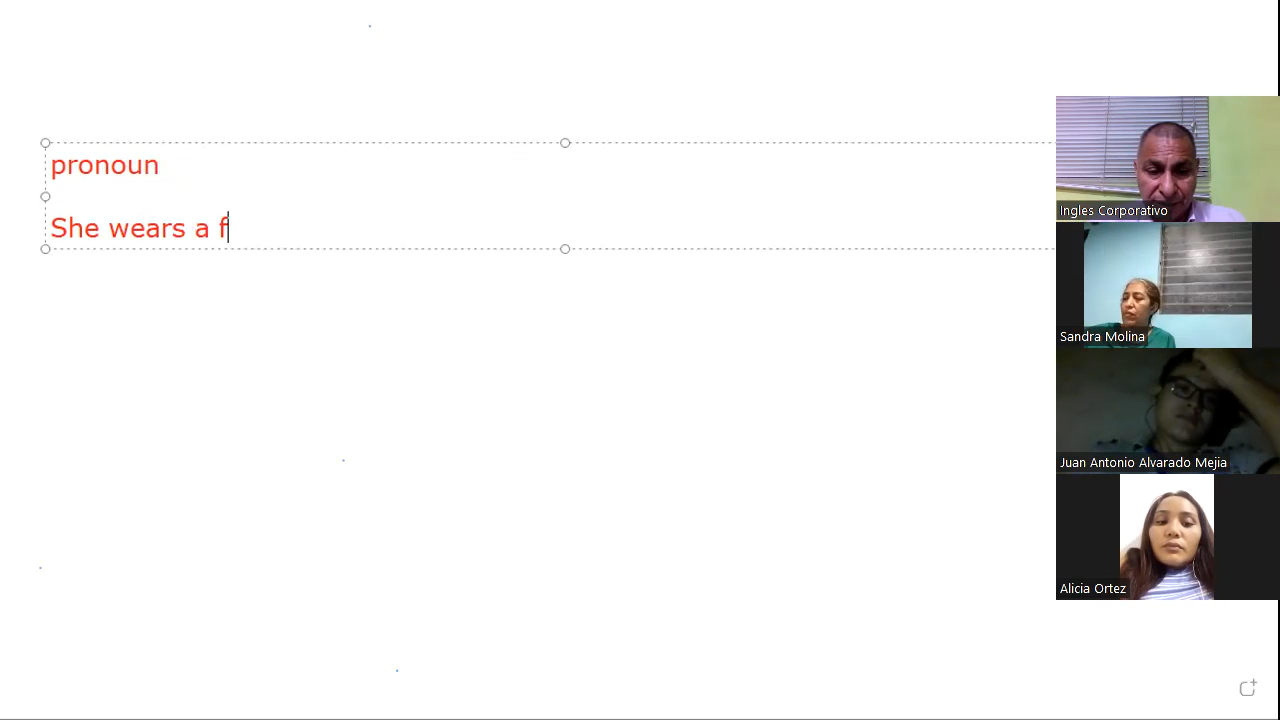 pronoun
She wears a f
Ingles Corporativo
Sandra Molina
Juan Antonio Alvarado Mejia
Alicia Ortez